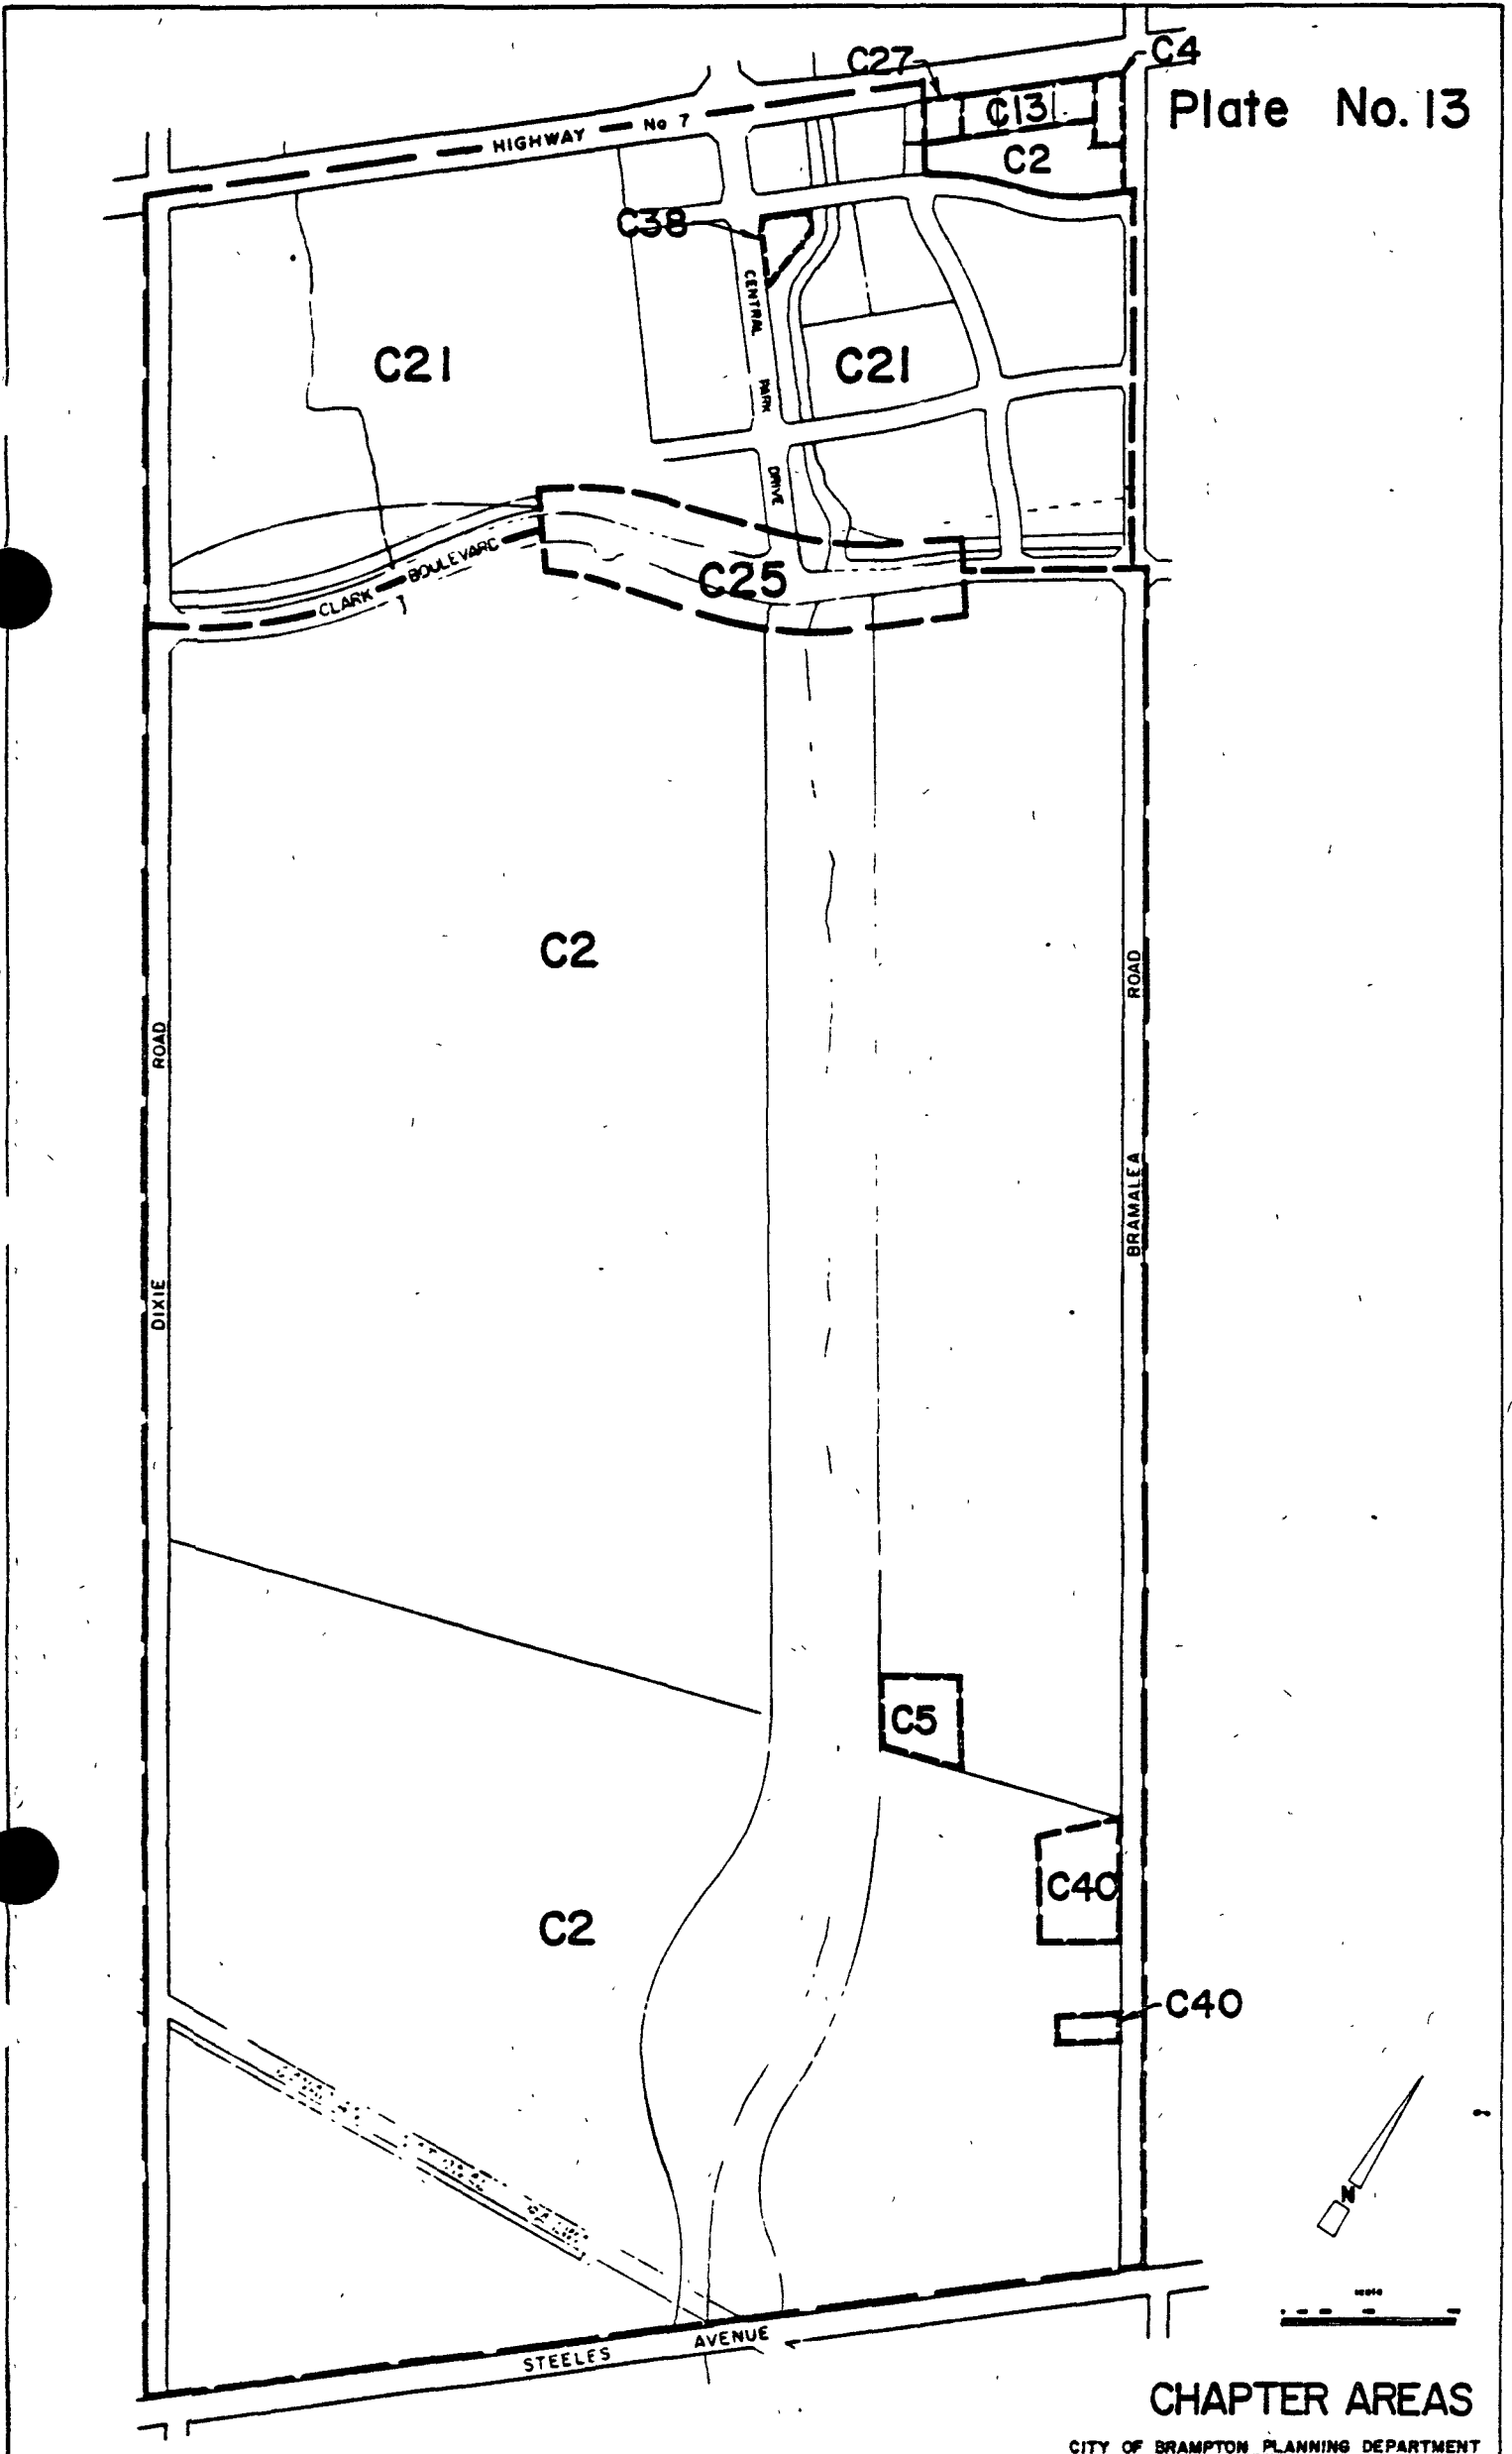 C27
C4
Plate No. 13
C13
HIGHWAY No 7
C2
C38
CENTRAL PARK DRIVE
C21
C21
CLARK BOULEVARD
C25
C2
DIXIE ROAD
BRAMALEA ROAD
C5
C40
C2
C40
N
STEELES AVENUE
CHAPTER AREAS
CITY OF BRAMPTON PLANNING DEPARTMENT